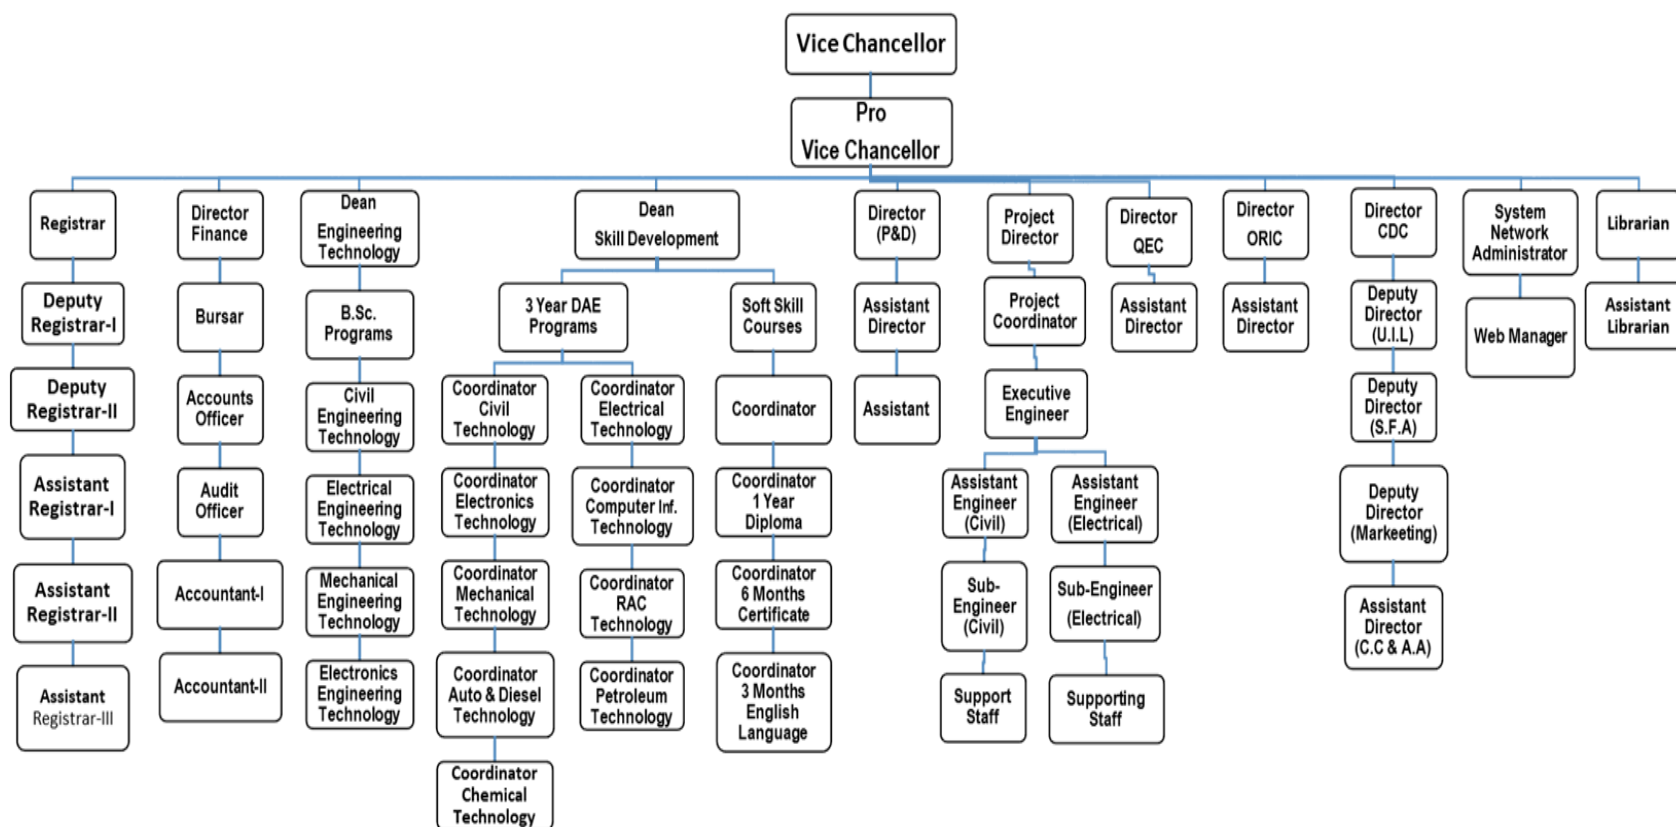 Vice Chancellor
Pro
Vice Chancellor
Registrar
Deputy
Registrar-I
Deputy
Registrar-II
Assistant
Registrar-I
Assistant
Registrar-II
Assistant
Registrar-III
Director
Finance
Bursar
Accounts
Officer
Audit
Officer
Accountant-I
Accountant-II
Dean
Engineering
Technology
B.Sc.
Programs
Civil
Engineering
Technology
Electrical
Engineering
Technology
Mechanical
Engineering
Technology
Electronics
Engineering
Technology
Dean
Skill Development
3 Year DAE
Programs
Coordinator
Civil
Technology
Coordinator
Electronics
Technology
Coordinator
Mechanical
Technology
Coordinator
Auto & Diesel
Technology
Coordinator
Chemical
Technology
Coordinator
Electrical
Technology
Coordinator
Computer Inf.
Technology
Coordinator
RAC
Technology
Coordinator
Petroleum
Technology
Soft Skill
Courses
Coordinator
Coordinator
1 Year
Diploma
Coordinator
6 Months
Certificate
Coordinator
3 Months
English
Language
Director
(P&D)
Assistant
Director
Assistant
Project
Director
Project
Coordinator
Executive
Engineer
Assistant
Engineer
(Civil)
Sub-
Engineer
(Civil)
Support
Staff
Assistant
Engineer
(Electrical)
Sub-Engineer
(Electrical)
Supporting
Staff
Director
QEC
Assistant
Director
Director
ORIC
Assistant
Director
Director
CDC
Deputy
Director
(U.I.L)
Deputy
Director
(S.F.A)
Deputy
Director
(Markeeting)
Assistant
Director
(C.C & A.A)
System
Network
Administrator
Web Manager
Librarian
Assistant
Librarian